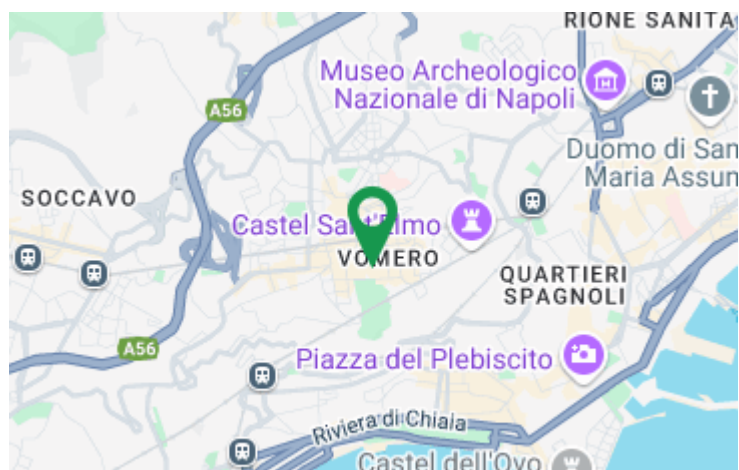 RIONE SANITA
Museo Archeologico
Nazionale di Napoli
A56
Duomo di San
Maria Assun
SOCCAVO
Castel Sant'Elmo
VOMERO
QUARTIERI
SPAGNOLI
A56
Piazza del Plebiscito
Riviera di Chiaia
Castel dell'Ovo